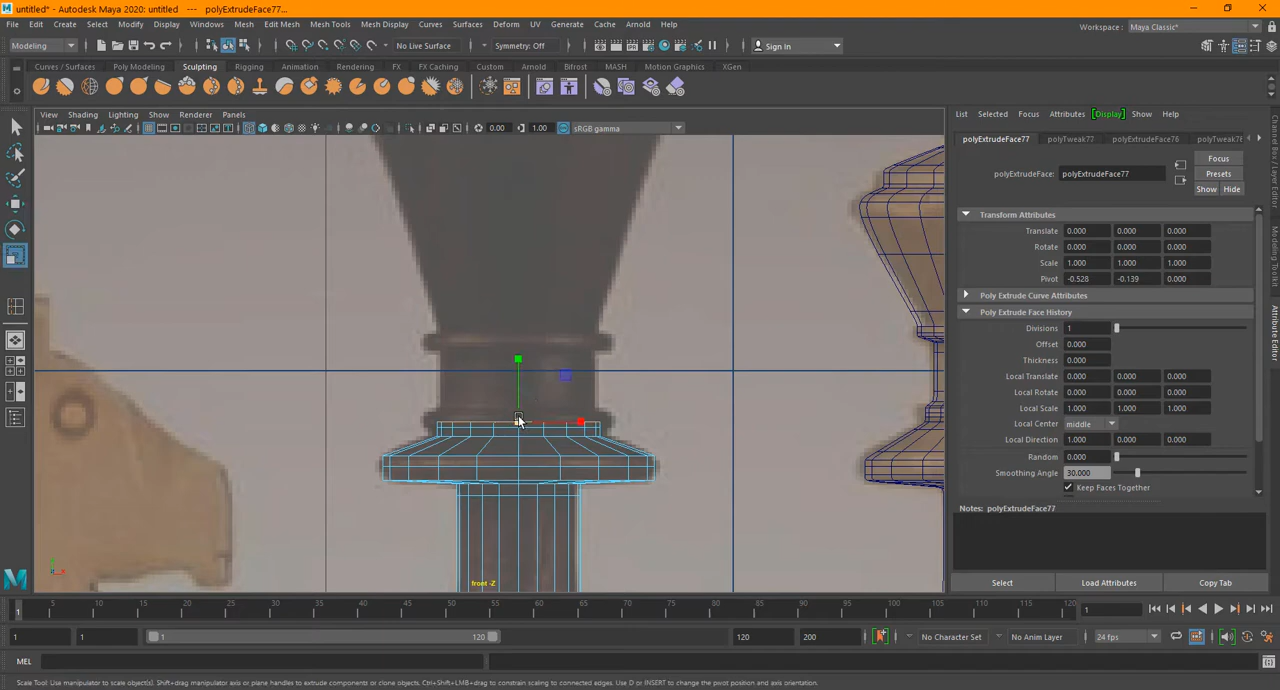 untitled* - Autodesk Maya 2020: untitled --- polyExtrudeFace77...
File Edit Create Select Modify Display Windows Mesh Edit Mesh Mesh Tools Mesh Display Curves Surfaces Deform UV Generate Cache Arnold Help
Workspace : Maya Classic*
Modeling No Live Surface Symmetry: Off Sign In
Curves / Surfaces Poly Modeling Sculpting Rigging Animation Rendering FX FX Caching Custom Arnold Bifrost MASH Motion Graphics XGen
View Shading Lighting Show Renderer Panels
0.00 1.00 sRGB gamma
List Selected Focus Attributes Display Show Help
polyExtrudeFace77 polyTweak77 polyExtrudeFace76 polyTweak76
polyExtrudeFace: polyExtrudeFace77
Focus
Presets
Show Hide
Transform Attributes
Translate 0.000 0.000 0.000
Rotate 0.000 0.000 0.000
Scale 1.000 1.000 1.000
Pivot -0.528 -0.139 0.000
Poly Extrude Curve Attributes
Poly Extrude Face History
Divisions 1
Offset 0.000
Thickness 0.000
Local Translate 0.000 0.000 0.000
Local Rotate 0.000 0.000 0.000
Local Scale 1.000 1.000 1.000
Local Center middle
Local Direction 1.000 0.000 0.000
Random 0.000
Smoothing Angle 30.000
Keep Faces Together
Notes: polyExtrudeFace77
Select Load Attributes Copy Tab
Channel Box / Layer Editor
Modeling Toolkit
Attribute Editor
front -Z
5 10 15 20 25 30 35 40 45 50 55 60 65 70 75 80 85 90 95 100 105 110 115 120
1 1
1 1 1 120 120 200 No Character Set No Anim Layer 24 fps
MEL
Scale Tool: Use manipulator to scale object(s). Shift+drag manipulator axis or plane handles to extrude components or clone objects. Ctrl+Shift+LMB+drag to constrain scaling to connected edges. Use D or INSERT to change the pivot position and axis orientation.